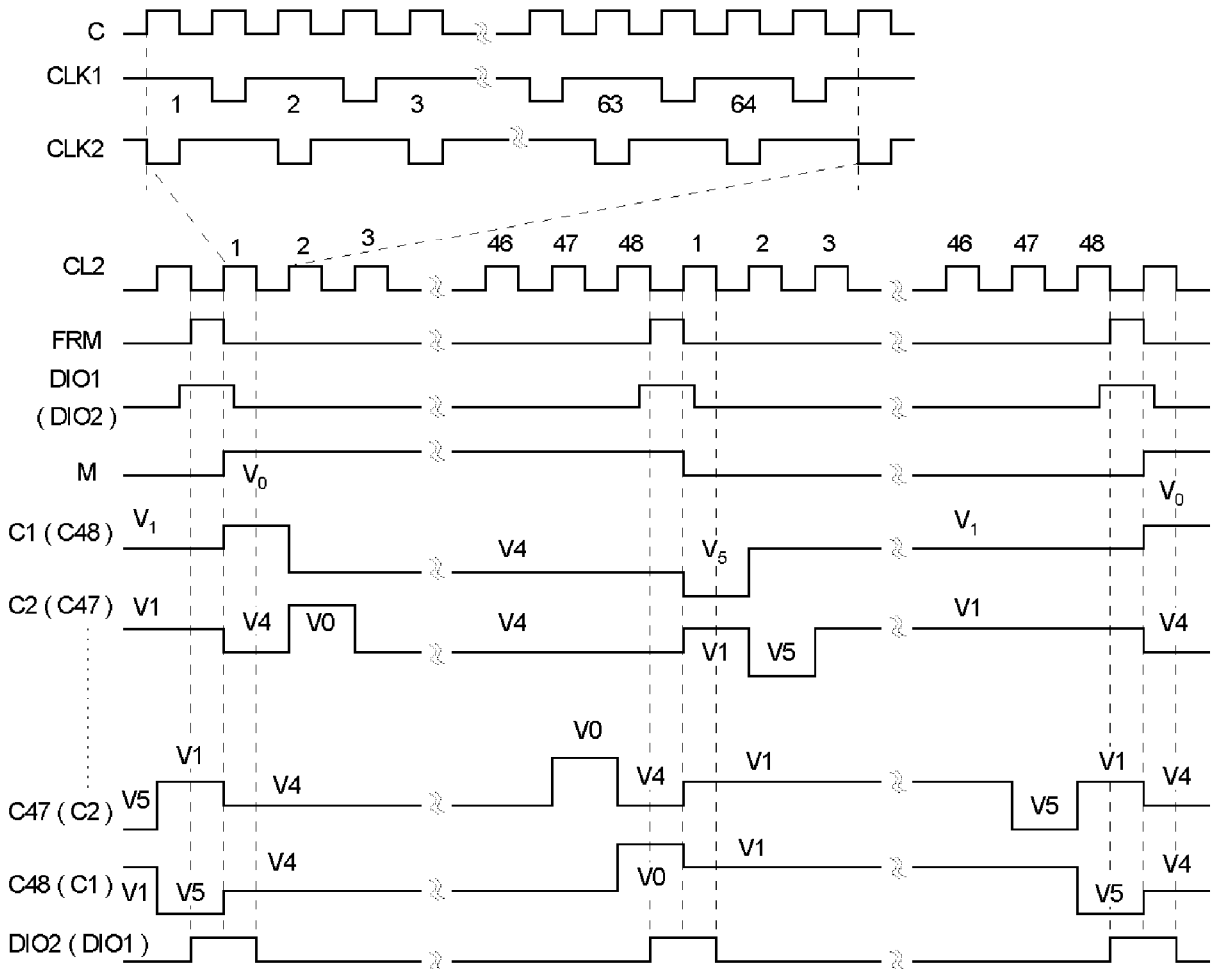 C
CLK1
1 2 3 63 64
CLK2
1 2 3 46 47 48 1 2 3 46 47 48
CL2
FRM
DIO1
( DIO2 )
M
V0 V0
C1 ( C48 ) V1 V4 V5 V1
C2 ( C47 ) V1 V4 V0 V4 V1 V5 V1 V4
V0
V1 V4 V4 V1 V1 V4
C47 ( C2 ) V5 V5
V4 V1 V4
C48 ( C1 ) V1 V5 V0 V5
DIO2 ( DIO1 )